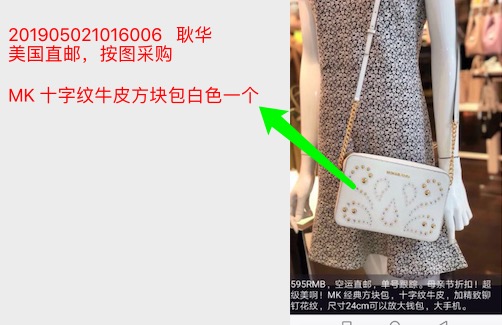 201905021016006 耿华
美国直邮，按图采购
MK 十字纹牛皮方块包白色一个
MICHAEL KORS
595RMB，空运直邮，单号跟踪。母亲节折扣！超
级美啊！MK 经典方块包，十字纹牛皮，加精致铆
钉花纹，尺寸24cm可以放大钱包，大手机。